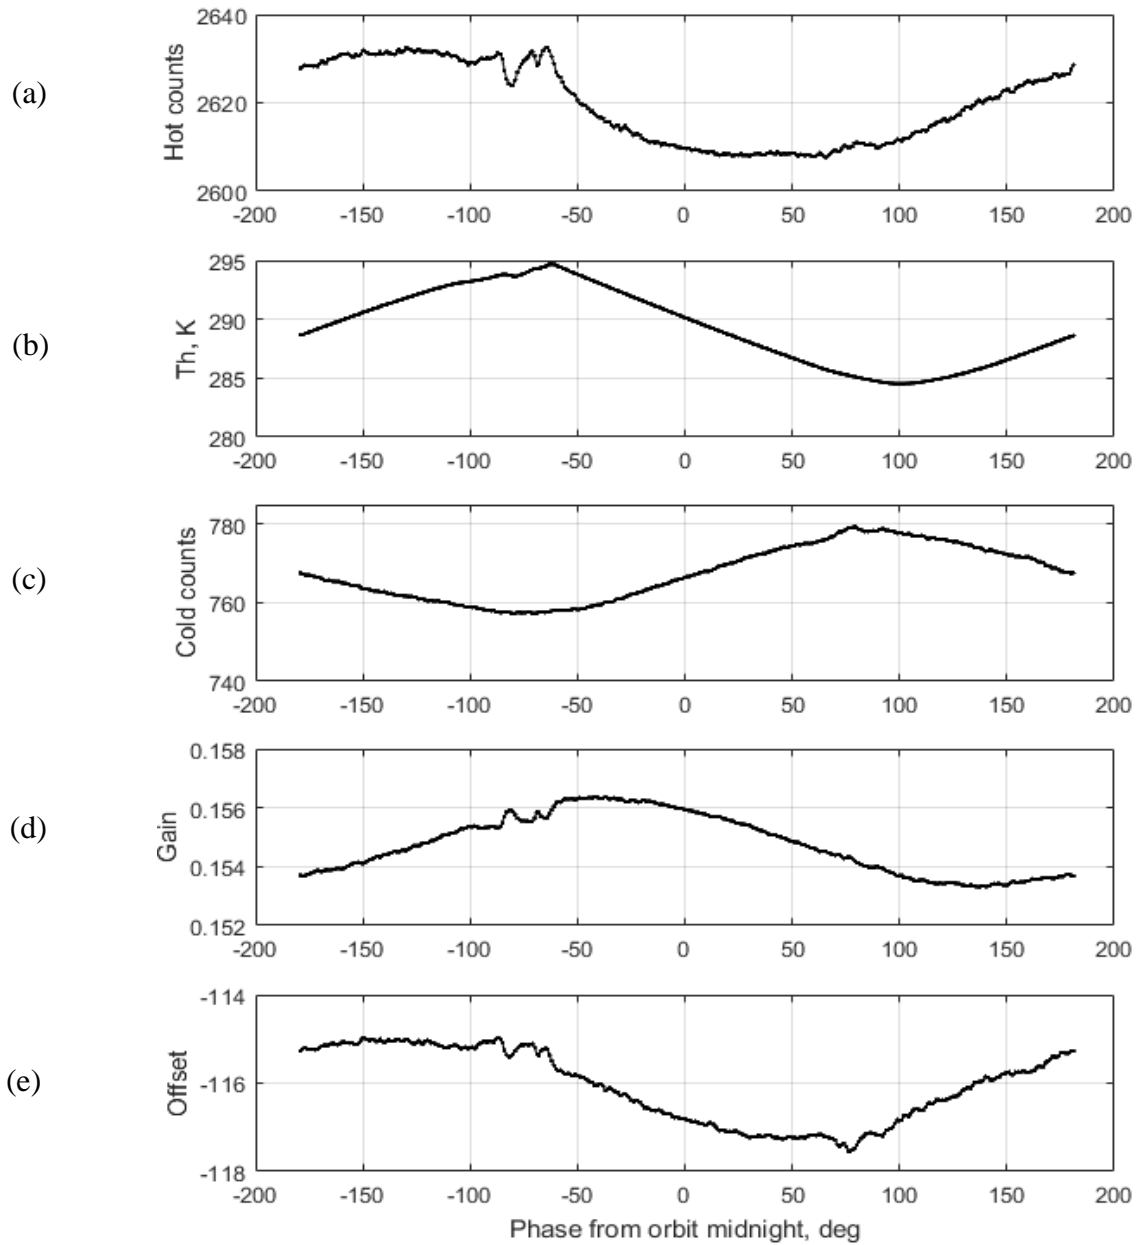 (a)
Hot counts
2640
2620
2600
-200 -150 -100 -50 0 50 100 150 200
(b)
Th, K
295
290
285
280
-200 -150 -100 -50 0 50 100 150 200
(c)
Cold counts
780
760
740
-200 -150 -100 -50 0 50 100 150 200
(d)
Gain
0.158
0.156
0.154
0.152
-200 -150 -100 -50 0 50 100 150 200
(e)
Offset
-114
-116
-118
-200 -150 -100 -50 0 50 100 150 200
Phase from orbit midnight, deg